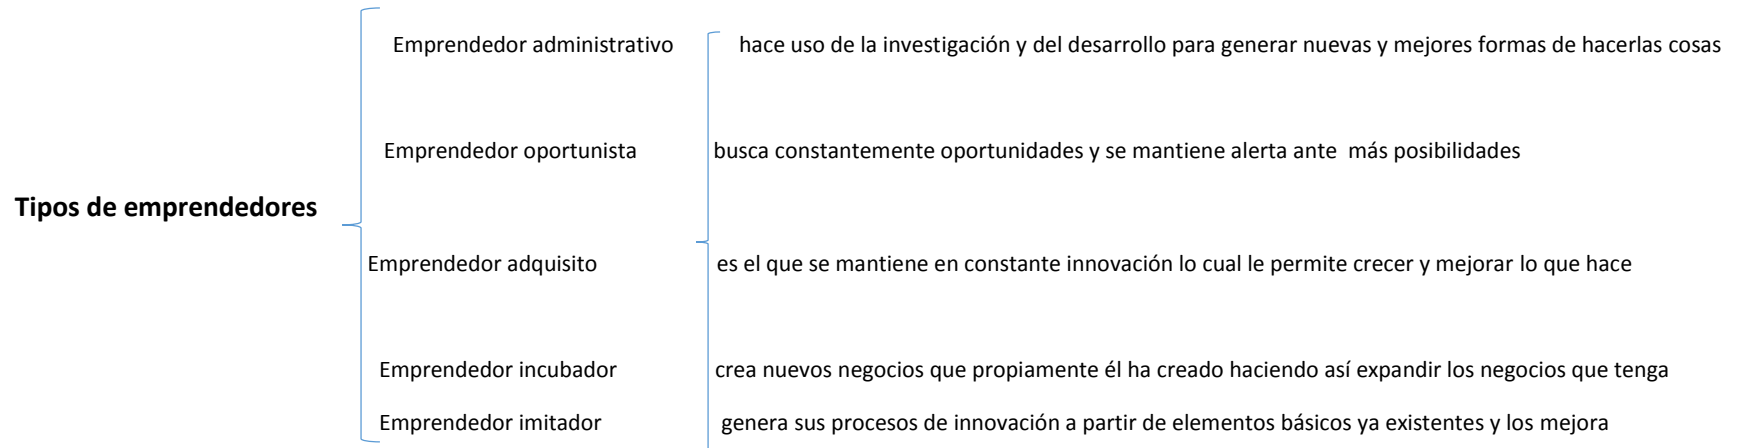 Emprendedor administrativo hace uso de la investigación y del desarrollo para generar nuevas y mejores formas de hacerlas cosas
Emprendedor oportunista busca constantemente oportunidades y se mantiene alerta ante más posibilidades
Tipos de emprendedores
Emprendedor adquisito es el que se mantiene en constante innovación lo cual le permite crecer y mejorar lo que hace
Emprendedor incubador crea nuevos negocios que propiamente él ha creado haciendo así expandir los negocios que tenga
Emprendedor imitador genera sus procesos de innovación a partir de elementos básicos ya existentes y los mejora